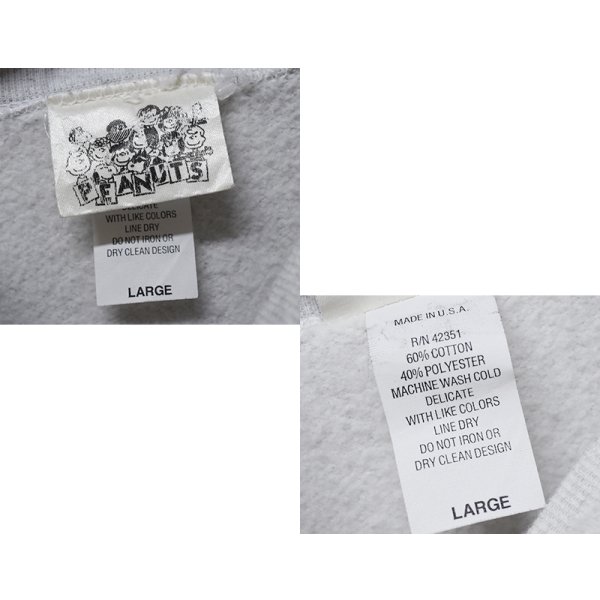 PEANUTS
DELICATE
WITH LIKE COLORS
LINE DRY
DO NOT IRON OR
DRY CLEAN DESIGN
LARGE
MADE IN U.S.A.
R/N 42351
60% COTTON
40% POLYESTER
MACHINE WASH COLD
DELICATE
WITH LIKE COLORS
LINE DRY
DO NOT IRON OR
DRY CLEAN DESIGN
LARGE